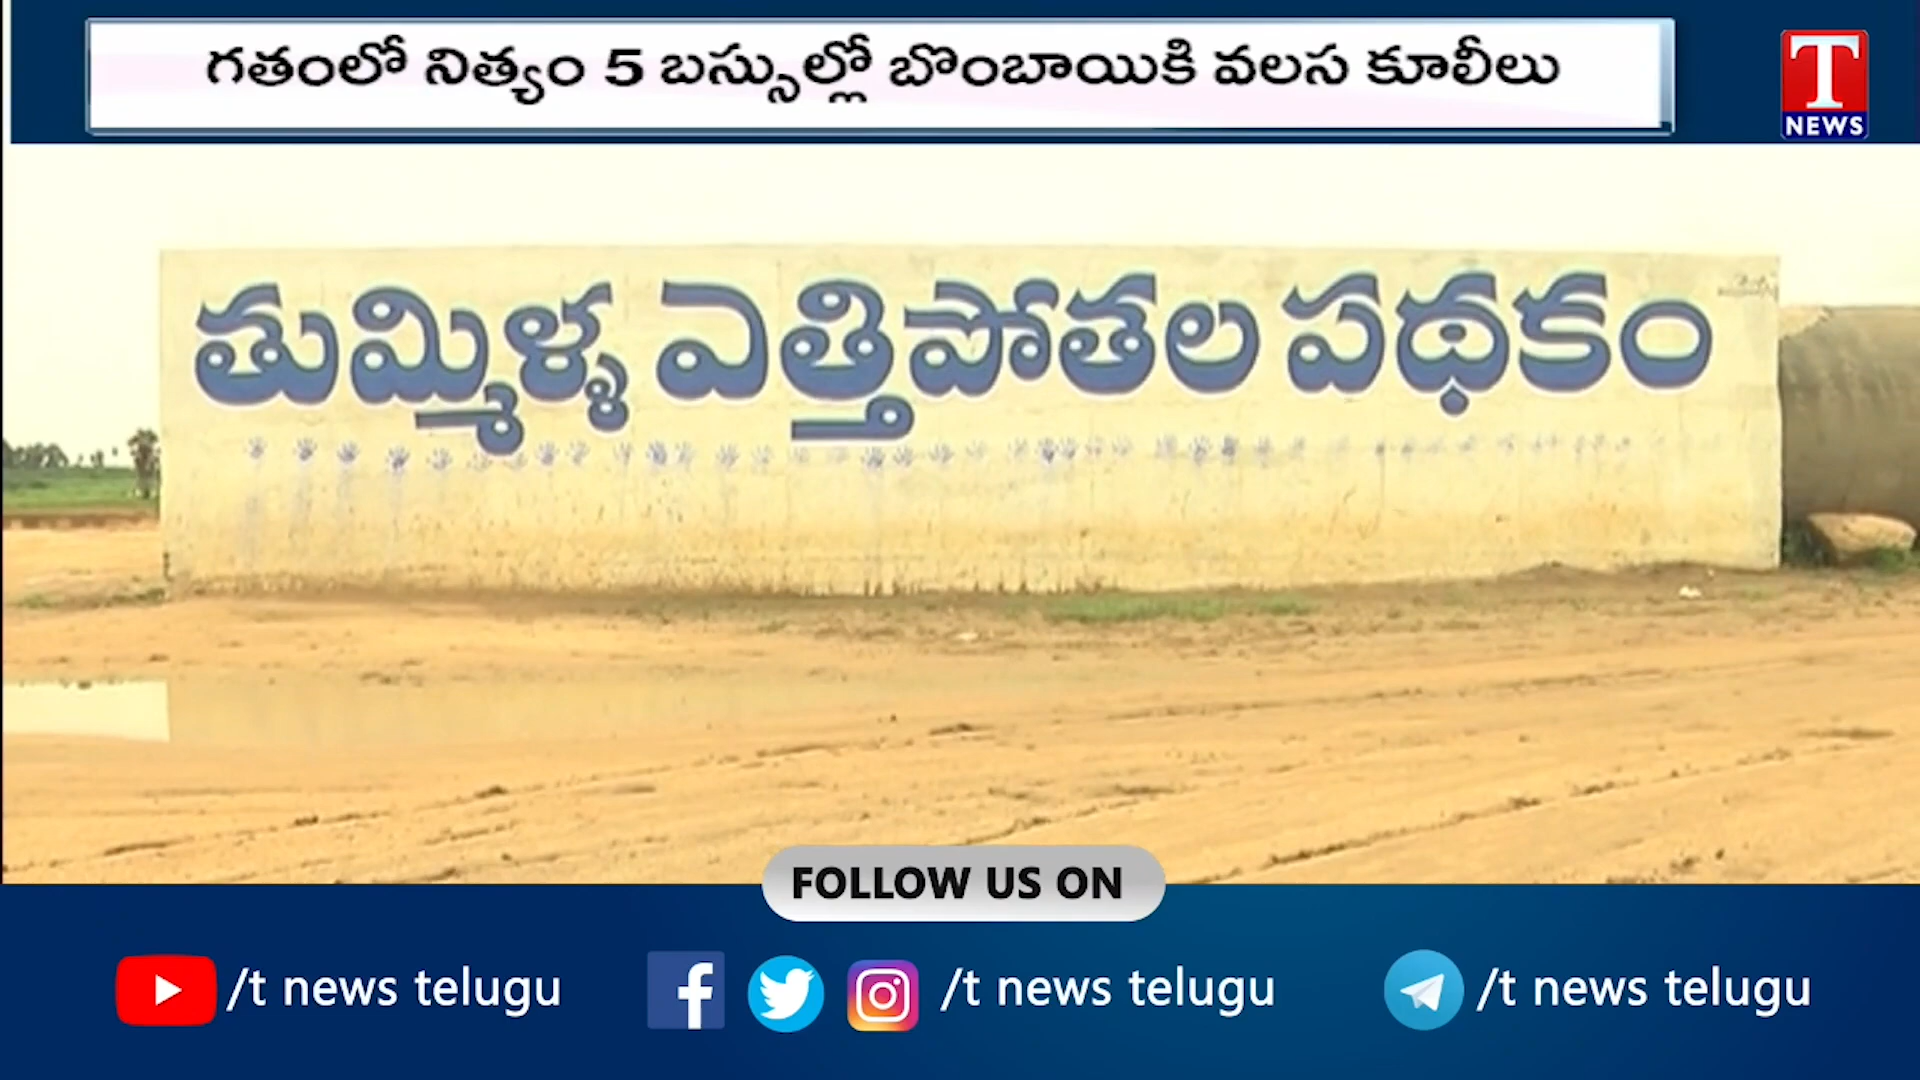 గతంలో నిత్యం 5 బస్సుల్లో బొంబాయికి వలస కూలీలు
T
NEWS
తుమ్మిళ్ళ ఎత్తిపోతల పథకం
FOLLOW US ON
/t news telugu
/t news telugu
/t news telugu